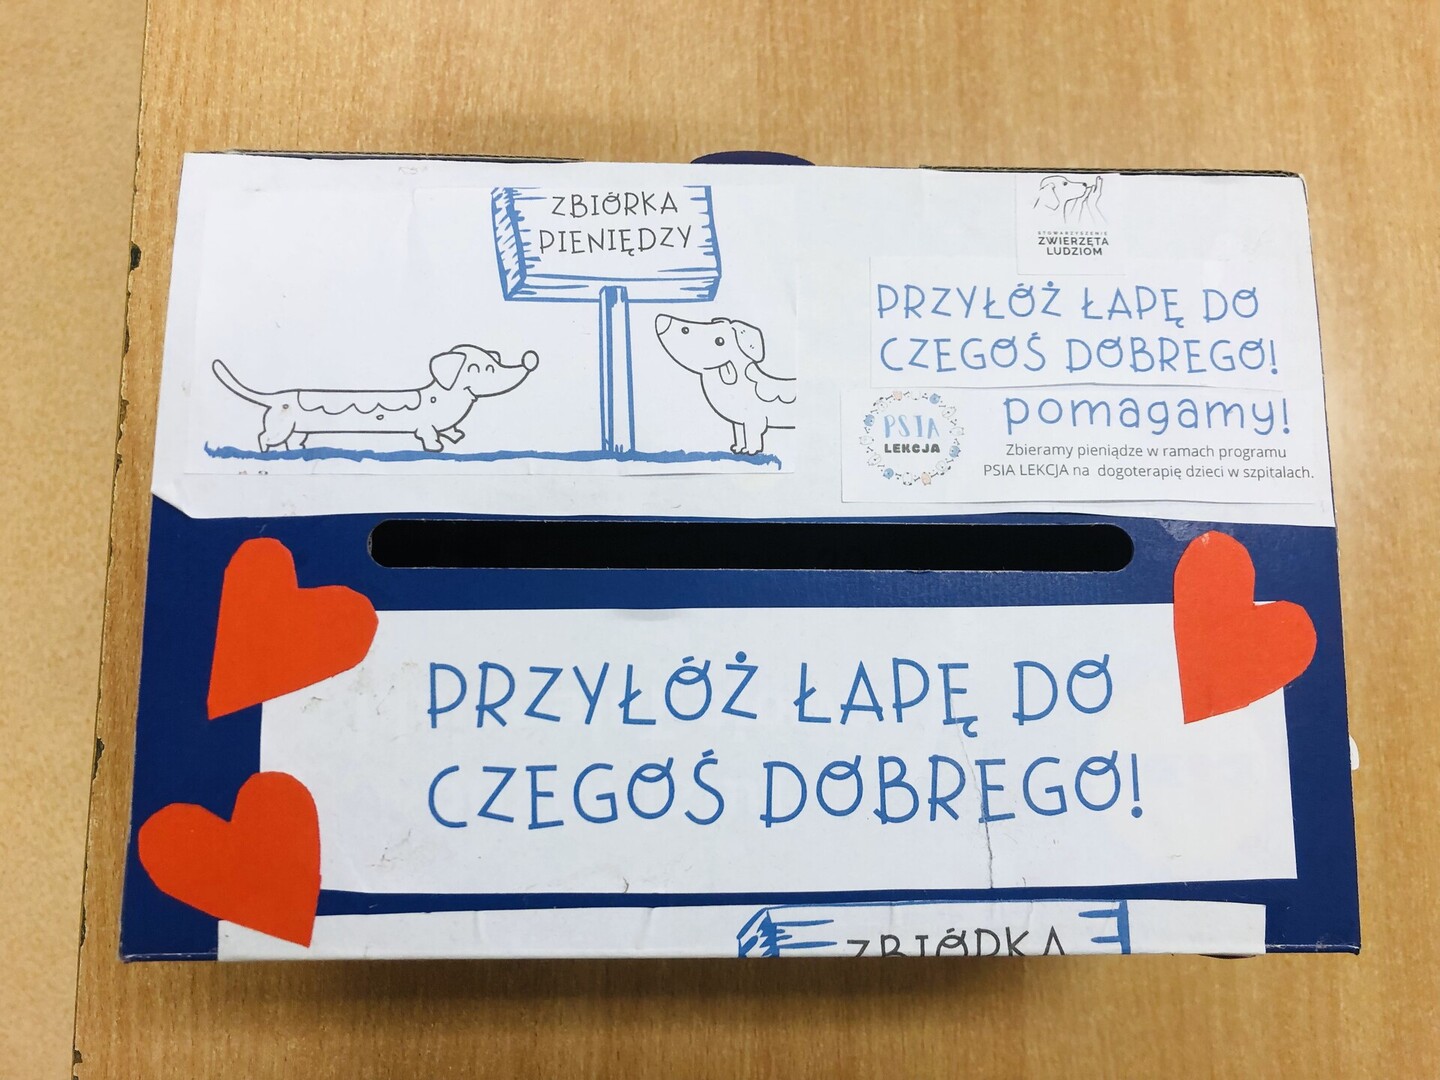 ZBIÓRKA
PIENIĘDZY
STOWARZYSZENIE
ZWIERZĘTA
LUDZIOM
PRZYŁÓŻ ŁAPĘ DO
CZEGOŚ DOBREGO!
PSIA
LEKCJA
pomagamy!
Zbieramy pieniądze w ramach programu
PSIA LEKCJA na dogoterapię dzieci w szpitalach.
PRZYŁÓŻ ŁAPĘ DO
CZEGOŚ DOBREGO!
ZBIÓRKA